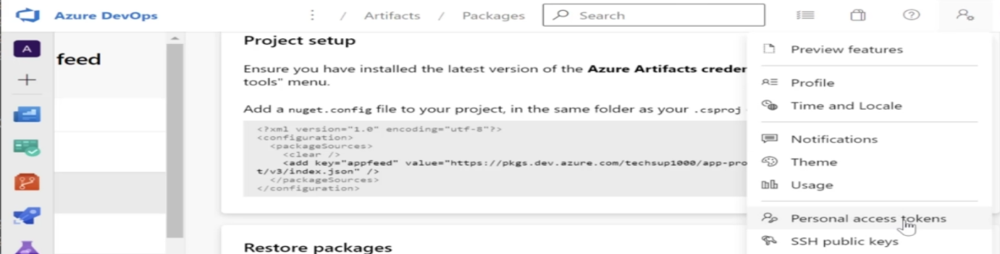 Azure DevOps
/ Artifacts / Packages
Search
A
feed
Project setup
Ensure you have installed the latest version of the Azure Artifacts creder
tools" menu.
Add a nuget.config file to your project, in the same folder as your .csproj
<?xml version="1.0" encoding="utf-8"?>
<configuration>
<packageSources>
<clear />
<add key="appfeed" value="https://pkgs.dev.azure.com/techsup1000/app-pro
t/v3/index.json" />
</packageSources>
</configuration>
Restore packages
Preview features
Profile
Time and Locale
Notifications
Theme
Usage
Personal access tokens
SSH public keys